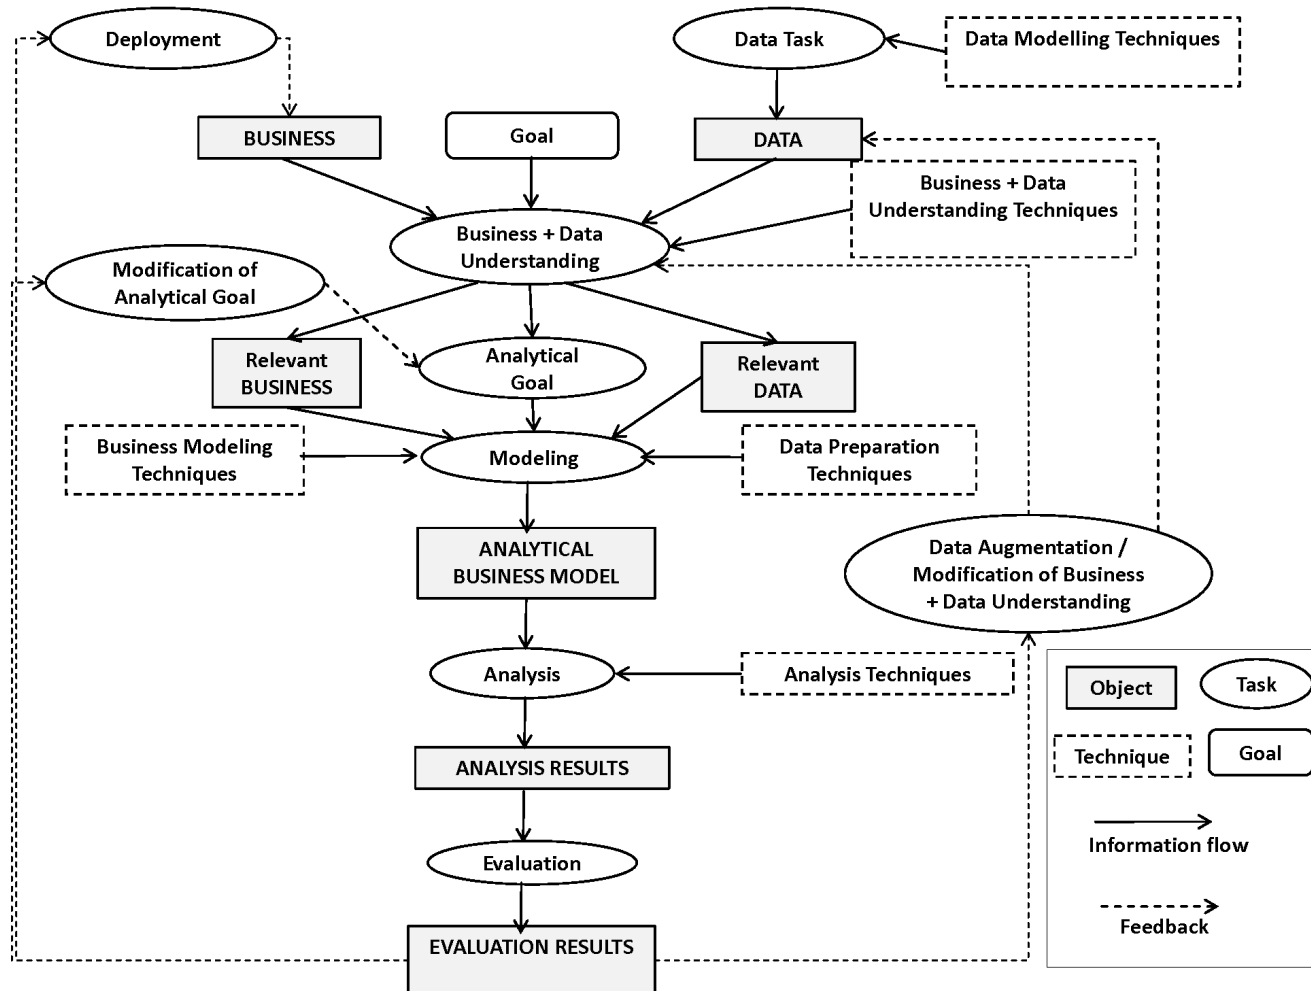 Deployment
Data Task
Data Modelling Techniques
BUSINESS
Goal
DATA
Business + Data
Understanding Techniques
Business + Data
Understanding
Modification of
Analytical Goal
Relevant
BUSINESS
Analytical
Goal
Relevant
DATA
Business Modeling
Techniques
Modeling
Data Preparation
Techniques
ANALYTICAL
BUSINESS MODEL
Data Augmentation /
Modification of Business
+ Data Understanding
Analysis
Analysis Techniques
Object
Task
Technique
Goal
ANALYSIS RESULTS
Information flow
Evaluation
Feedback
EVALUATION RESULTS